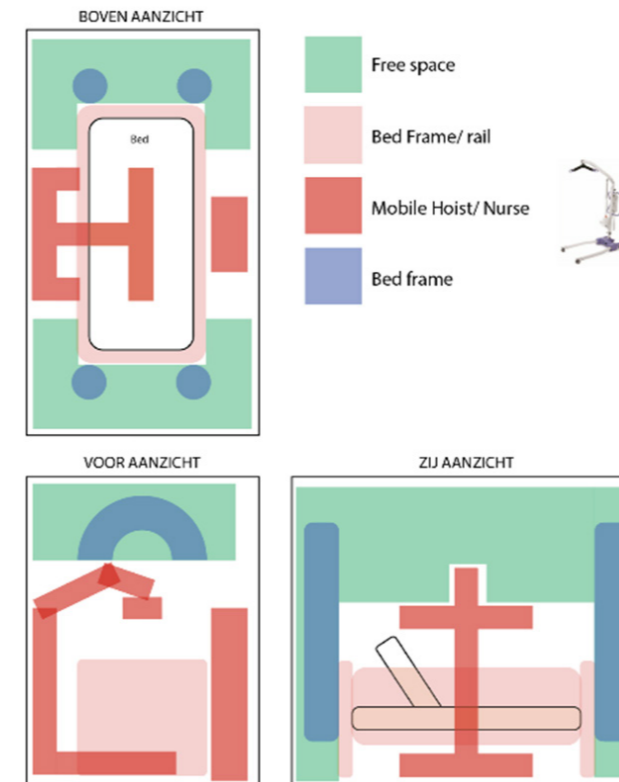 BOVEN AANZICHT
Free space
Bed
Bed Frame/ rail
Mobile Hoist/ Nurse
Bed frame
VOOR AANZICHT
ZIJ AANZICHT